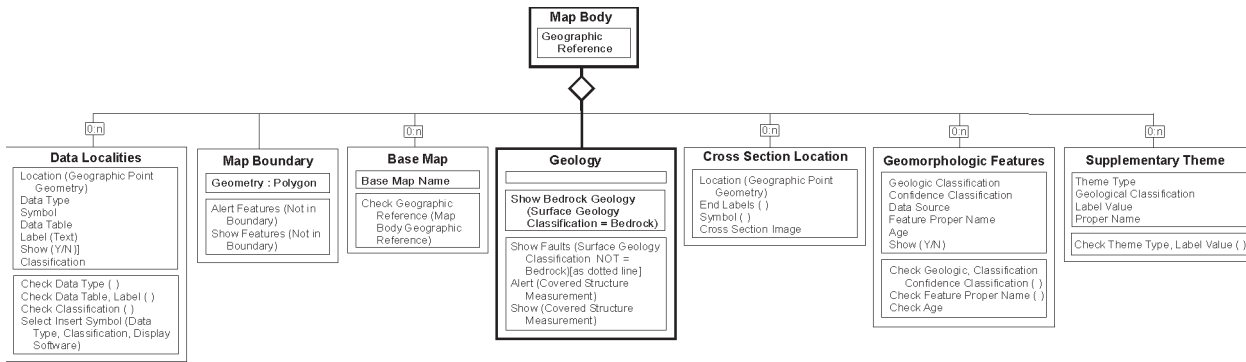 Map Body
Geographic
Reference
0:n
0:n
0:n
0:n
0:n
Data Localities
Location (Geographic Point
Geometry)
Data Type
Symbol
Data Table
Label (Text)
Show (Y/N)]
Classification
Check Data Type ( )
Check Data Table, Label ( )
Check Classification ( )
Select Insert Symbol (Data
Type, Classification, Display
Software)
Map Boundary
Geometry : Polygon
Alert Features (Not in
Boundary)
Show Features (Not in
Boundary)
Base Map
Base Map Name
Check Geographic
Reference (Map
Body Geographic
Reference)
Geology
Show Bedrock Geology
(Surface Geology
Classification = Bedrock)
Show Faults (Surface Geology
Classification NOT =
Bedrock)[as dotted line]
Alert (Covered Structure
Measurement)
Show (Covered Structure
Measurement)
Cross Section Location
Location (Geographic Point
Geometry)
End Labels ( )
Symbol ( )
Cross Section Image
Geomorphologic Features
Geologic Classification
Confidence Classification
Data Source
Feature Proper Name
Age
Show (Y/N)
Check Geologic, Classification
Confidence Classification ( )
Check Feature Proper Name ( )
Check Age
Supplementary Theme
Theme Type
Geological Classification
Label Value
Proper Name
Check Theme Type, Label Value ( )